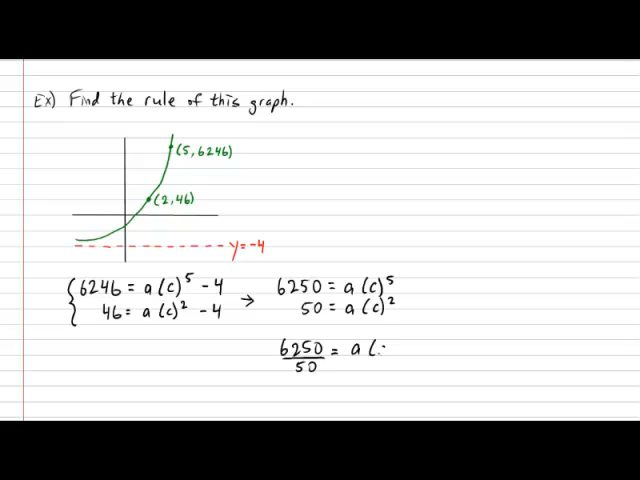 Ex) Find the rule of this graph.
(5, 6246)
(2, 46)
y = -4
6246 = a(c)⁵ - 4 → 6250 = a(c)⁵
46 = a(c)² - 4 50 = a(c)²
6250/50 = a(